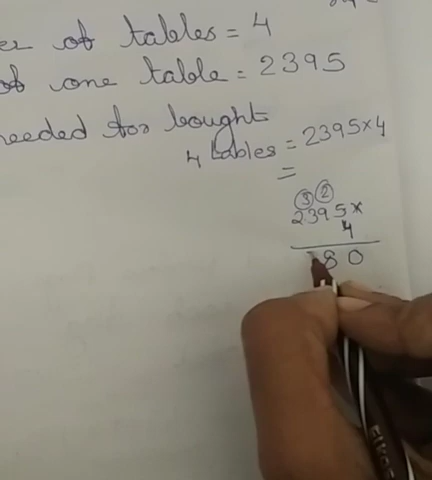 of tables = 4
of one table = 2395
needed for bought
4 tables = 2395×4
=
③ ②
2395×
4
80